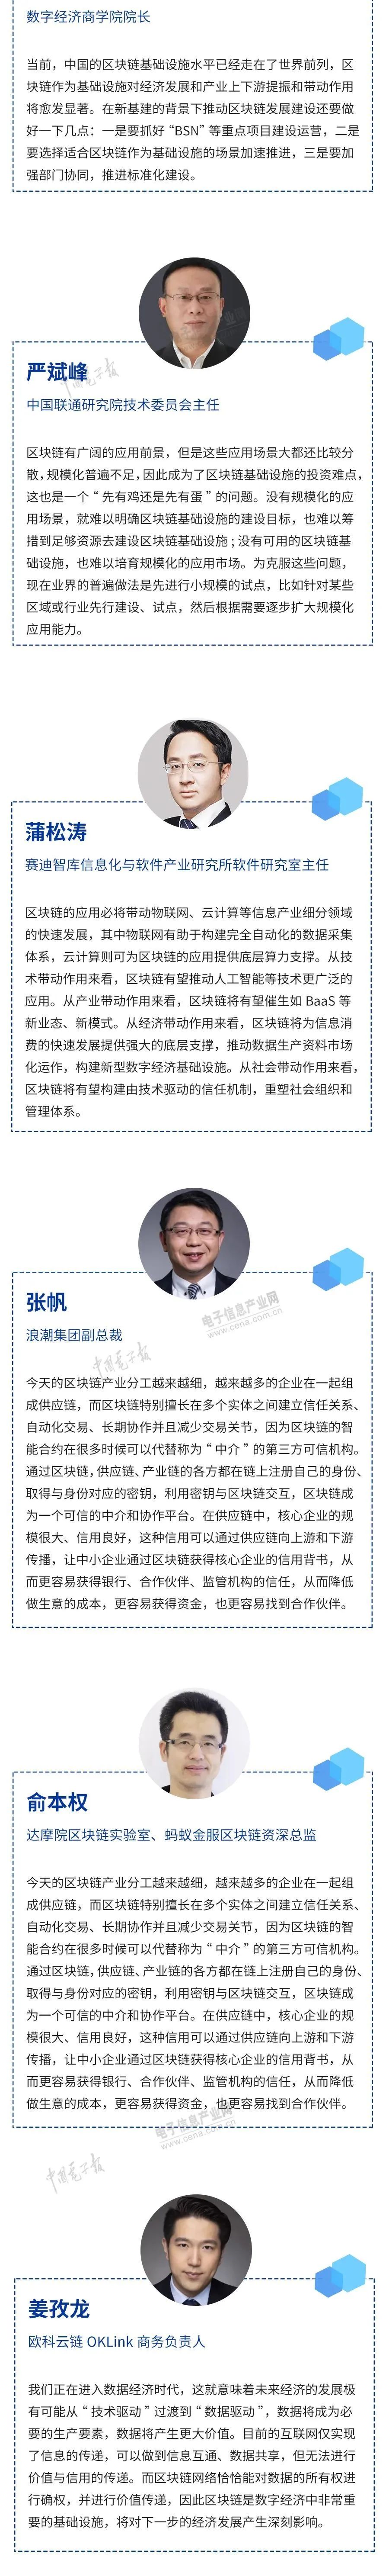 数字经济商学院院长
当前，中国的区块链基础设施水平已经走在了世界前列，区
块链作为基础设施对经济发展和产业上下游提振和带动作用
将愈发显著。在新基建的背景下推动区块链发展建设还要做
好一下几点：一是要抓好“BSN”等重点项目建设运营，二是
要选择适合区块链作为基础设施的场景加速推进，三是要加
强部门协同，推进标准化建设。
严斌峰
中国电子报
中国联通研究院技术委员会主任
区块链有广阔的应用前景，但是这些应用场景大都还比较分
散，规模化普遍不足，因此成为了区块链基础设施的投资难点，
这也是一个“先有鸡还是先有蛋”的问题。没有规模化的应
用场景，就难以明确区块链基础设施的建设目标，也难以筹
措到足够资源去建设区块链基础设施；没有可用的区块链基
础设施，也难以培育规模化的应用市场。为克服这些问题，
现在业界的普遍做法是先进行小规模的试点，比如针对某些
区域或行业先行建设、试点，然后根据需要逐步扩大规模化
应用能力。
蒲松涛
赛迪智库信息化与软件产业研究所软件研究室主任
区块链的应用必将带动物联网、云计算等信息产业细分领域
的快速发展，其中物联网有助于构建完全自动化的数据采集
体系，云计算则可为区块链的应用提供底层算力支撑。从技
术带动作用来看，区块链有望推动人工智能等技术更广泛的
应用。从产业带动作用来看，区块链将有望催生如 BaaS 等
新业态、新模式。从经济带动作用来看，区块链将为信息消
费的快速发展提供强大的底层支撑，推动数据生产资料市场
化运作，构建新型数字经济基础设施。从社会带动作用来看，
区块链将有望构建由技术驱动的信任机制，重塑社会组织和
管理体系。
张帆
电子信息产业网
www.cena.com.cn
浪潮集团副总裁
中国电子报
今天的区块链产业分工越来越细，越来越多的企业在一起组
成供应链，而区块链特别擅长在多个实体之间建立信任关系、
自动化交易、长期协作并且减少交易关节，因为区块链的智
能合约在很多时候可以代替称为“中介”的第三方可信机构。
通过区块链，供应链、产业链的各方都在链上注册自己的身份、
取得与身份对应的密钥，利用密钥与区块链交互，区块链成
为一个可信的中介和协作平台。在供应链中，核心企业的规
模很大、信用良好，这种信用可以通过供应链向上游和下游
传播，让中小企业通过区块链获得核心企业的信用背书，从
而更容易获得银行、合作伙伴、监管机构的信任，从而降低
做生意的成本，更容易获得资金，也更容易找到合作伙伴。
俞本权
达摩院区块链实验室、蚂蚁金服区块链资深总监
今天的区块链产业分工越来越细，越来越多的企业在一起组
成供应链，而区块链特别擅长在多个实体之间建立信任关系、
自动化交易、长期协作并且减少交易关节，因为区块链的智
能合约在很多时候可以代替称为“中介”的第三方可信机构。
通过区块链，供应链、产业链的各方都在链上注册自己的身份、
取得与身份对应的密钥，利用密钥与区块链交互，区块链成
为一个可信的中介和协作平台。在供应链中，核心企业的规
模很大、信用良好，这种信用可以通过供应链向上游和下游
传播，让中小企业通过区块链获得核心企业的信用背书，从
而更容易获得银行、合作伙伴、监管机构的信任，从而降低
做生意的成本，更容易获得资金，也更容易找到合作伙伴。
电子信息产业网
www.cena.com.cn
中国电子报
姜孜龙
欧科云链 OKLink 商务负责人
我们正在进入数据经济时代，这就意味着未来经济的发展极
有可能从“技术驱动”过渡到“数据驱动”，数据将成为必
要的生产要素，数据将产生更大价值。目前的互联网仅实现
了信息的传递，可以做到信息互通、数据共享，但无法进行
价值与信用的传递。而区块链网络恰恰能对数据的所有权进
行确权，并进行价值传递，因此区块链是数字经济中非常重
要的基础设施，将对下一步的经济发展产生深刻影响。